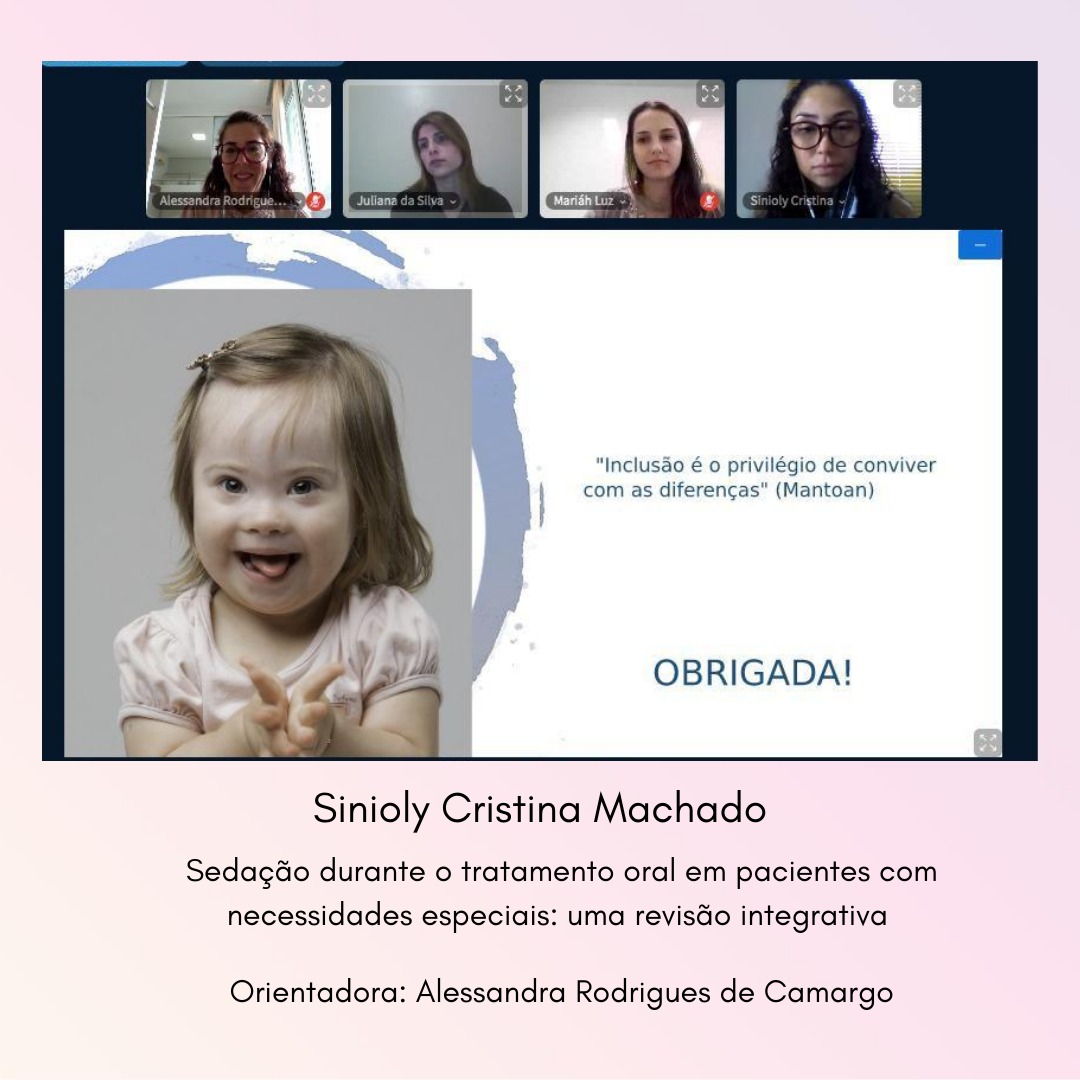 Alessandra Rodrigue...
Juliana da Silva
Mariáh Luz
Sinioly Cristina
"Inclusão é o privilégio de conviver
com as diferenças" (Mantoan)
OBRIGADA!
Sinioly Cristina Machado
Sedação durante o tratamento oral em pacientes com
necessidades especiais: uma revisão integrativa
Orientadora: Alessandra Rodrigues de Camargo